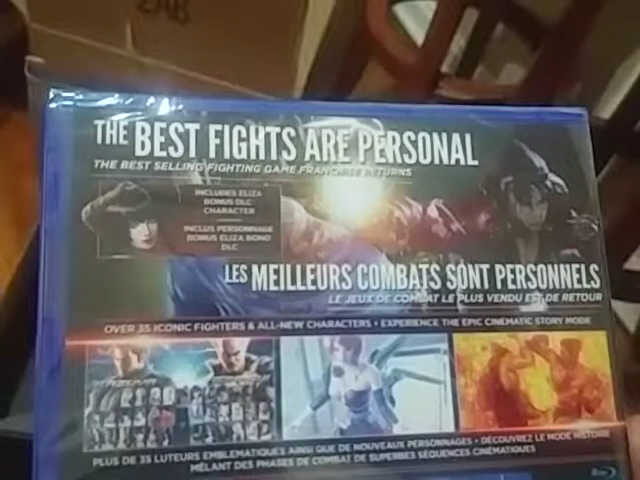 THE BEST FIGHTS ARE PERSONAL
THE BEST SELLING FIGHTING GAME FRANCHISE RETURNS
INCLUDES ELIZA
BONUS DLC
CHARACTER
INCLUS PERSONNAGE
BONUS ELIZA BONO
DLC
LES MEILLEURS COMBATS SONT PERSONNELS
LE JEUX DE COMBAT LE PLUS VENDU EST DE RETOUR
OVER 35 ICONIC FIGHTERS & ALL-NEW CHARACTERS • EXPERIENCE THE EPIC CINEMATIC STORY MODE
PLUS DE 35 LUTEURS EMBLEMATIQUES AINSI QUE DE NOUVEAUX PERSONNAGES • DÉCOUVREZ LE MODE HISTOIRE
MÊLANT DES PHASES DE COMBAT DE SUPERBES SÉQUENCES CINÉMATIQUES